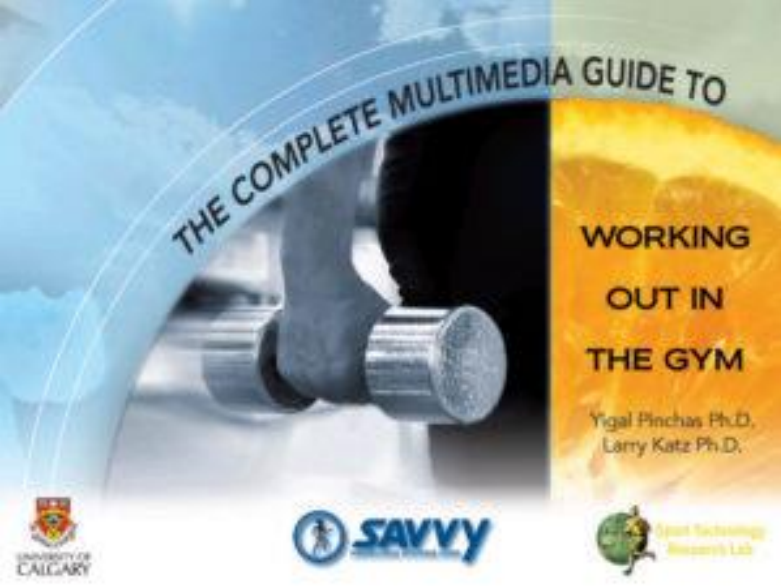 THE COMPLETE MULTIMEDIA GUIDE TO
WORKING
OUT IN
THE GYM
Yigal Pinchas Ph.D.
Larry Katz Ph.D.
UNIVERSITY OF
CALGARY
SAVVY
Sport Technology
Research Lab